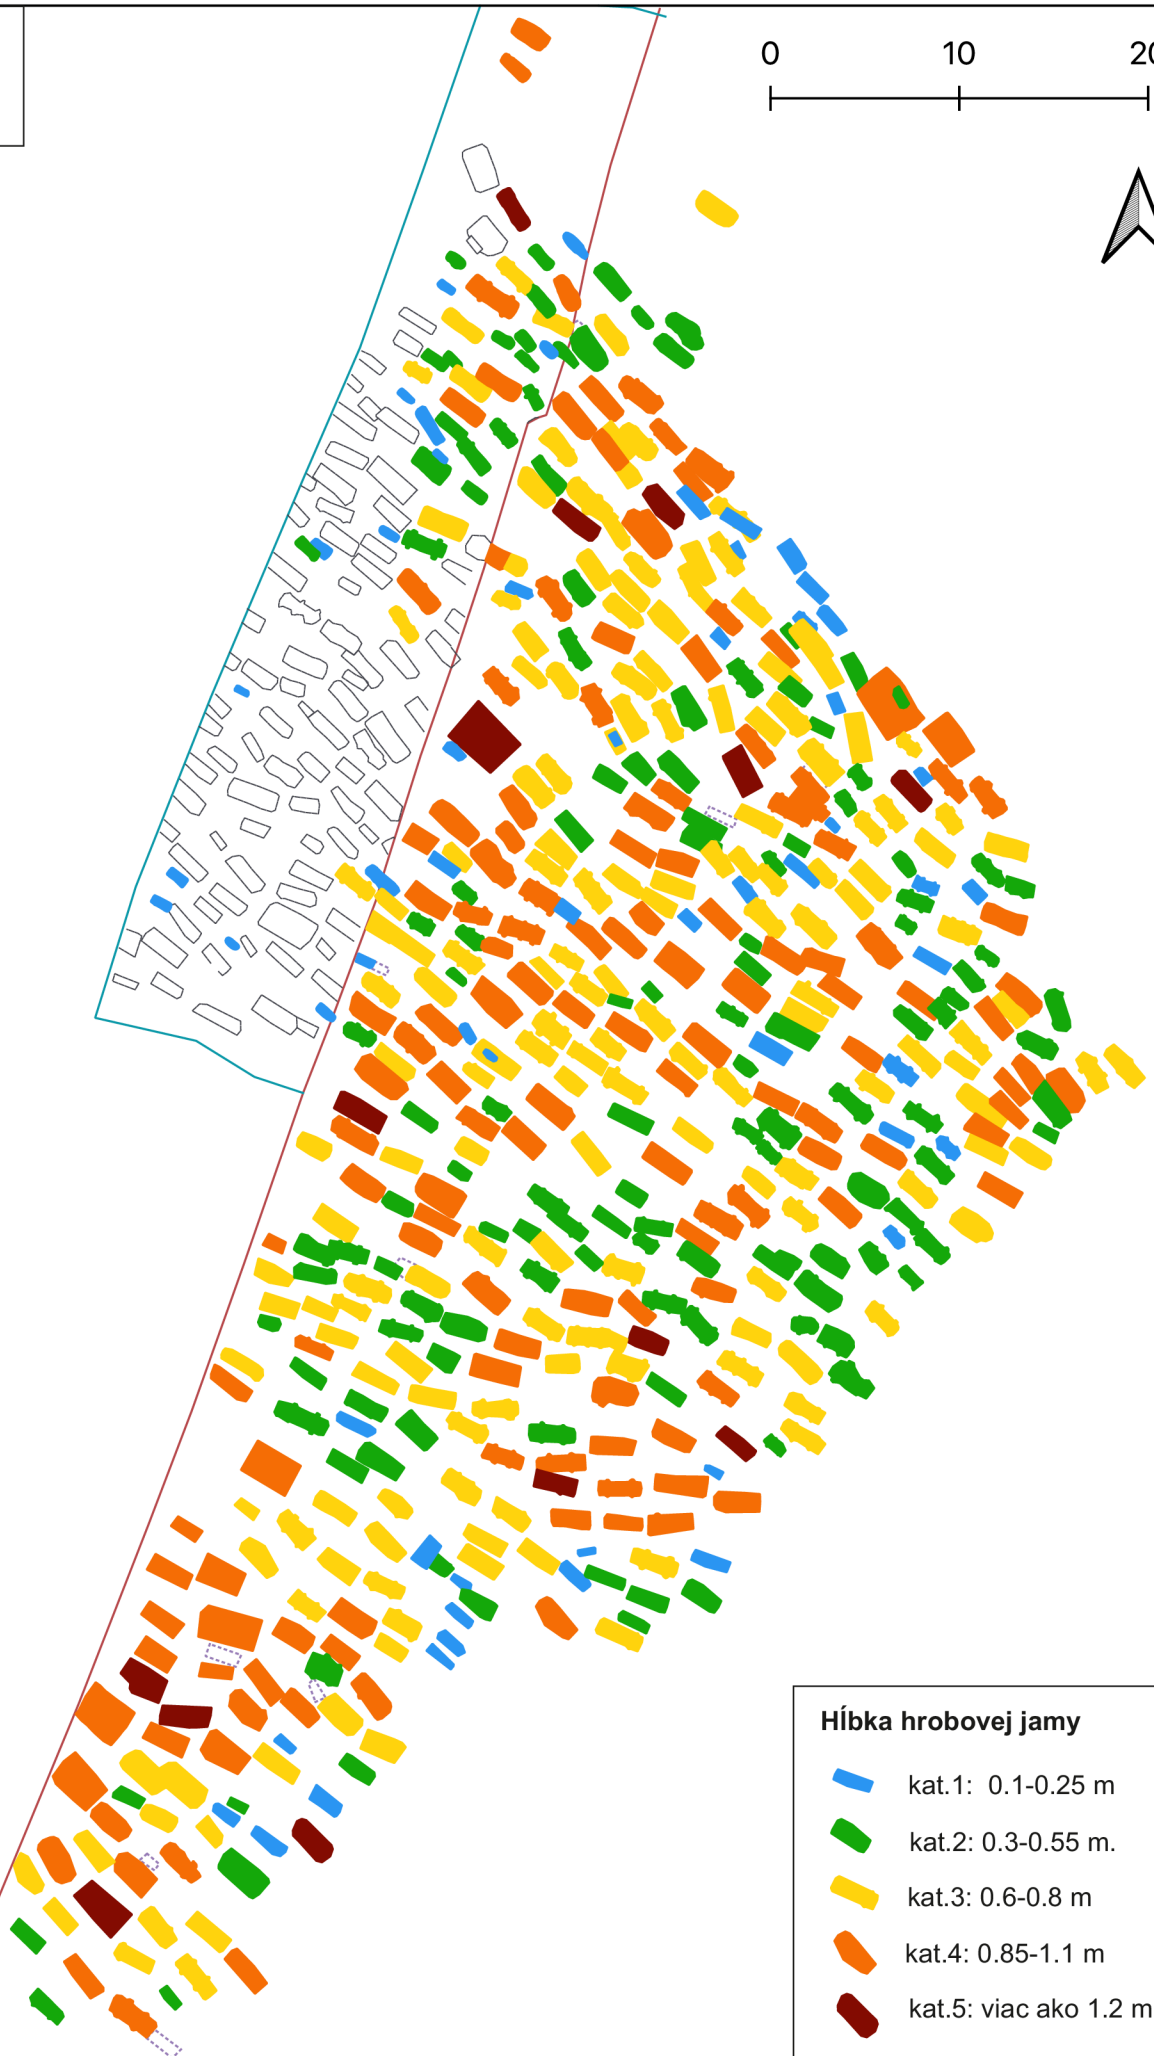 0 10 20
Hĺbka hrobovej jamy
kat.1: 0.1-0.25 m
kat.2: 0.3-0.55 m.
kat.3: 0.6-0.8 m
kat.4: 0.85-1.1 m
kat.5: viac ako 1.2 m